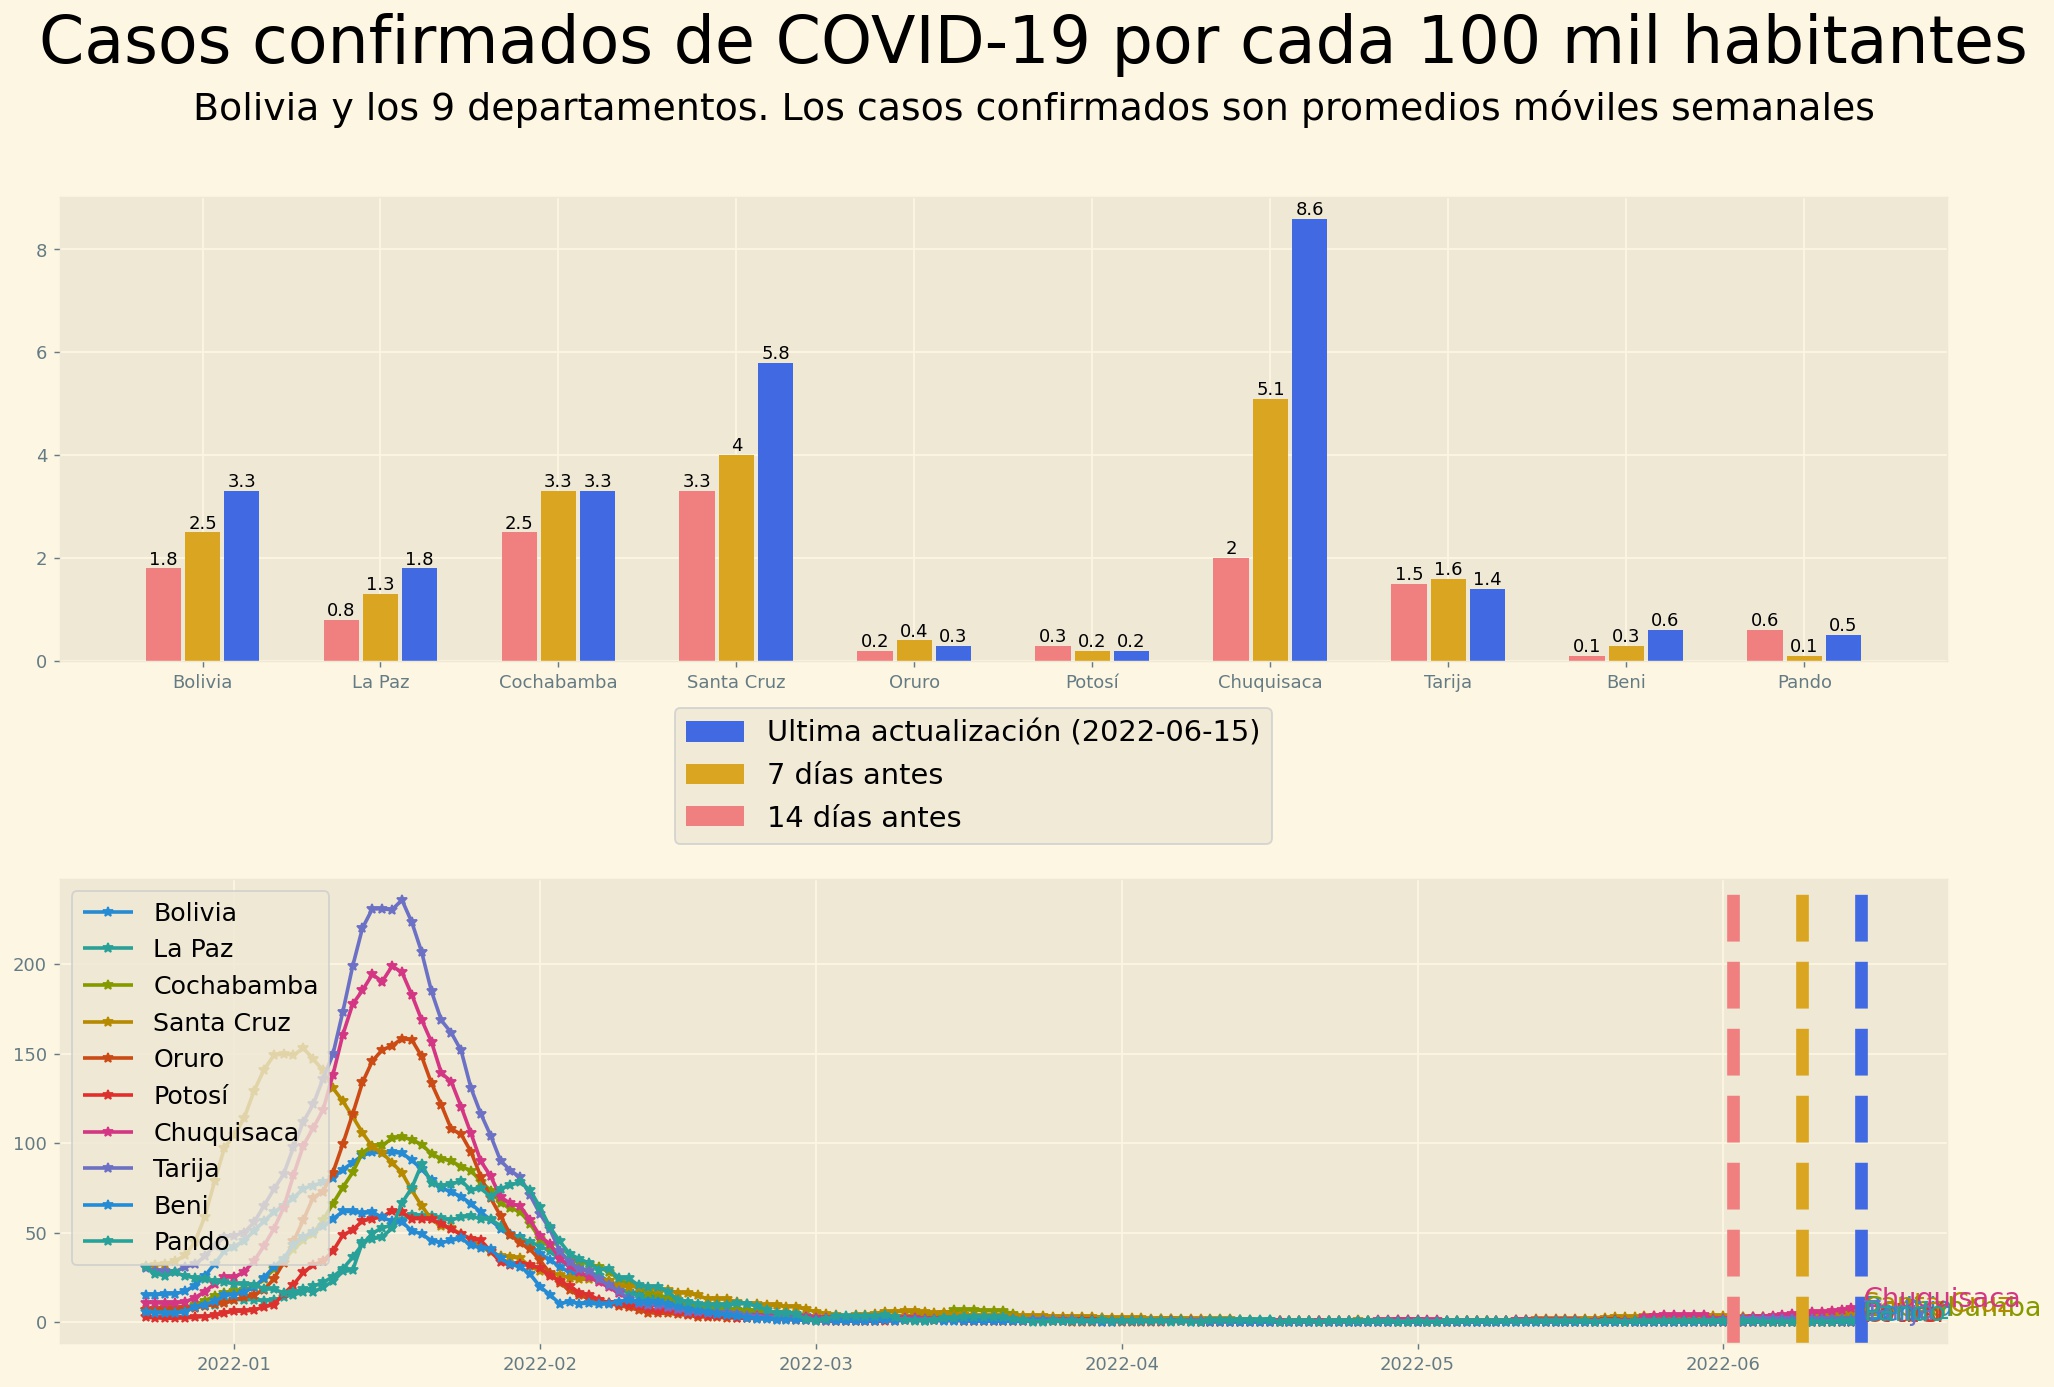 Casos confirmados de COVID-19 por cada 100 mil habitantes
Bolivia y los 9 departamentos. Los casos confirmados son promedios móviles semanales
8
6
4
2
0
1.8 2.5 3.3
0.8 1.3 1.8
2.5 3.3 3.3
3.3 4 5.8
0.2 0.4 0.3
0.3 0.2 0.2
2 5.1 8.6
1.5 1.6 1.4
0.1 0.3 0.6
0.6 0.1 0.5
Bolivia La Paz Cochabamba Santa Cruz Oruro Potosí Chuquisaca Tarija Beni Pando
Ultima actualización (2022-06-15)
7 días antes
14 días antes
200
150
100
50
0
Bolivia
La Paz
Cochabamba
Santa Cruz
Oruro
Potosí
Chuquisaca
Tarija
Beni
Pando
Chuquisaca
2022-01 2022-02 2022-03 2022-04 2022-05 2022-06